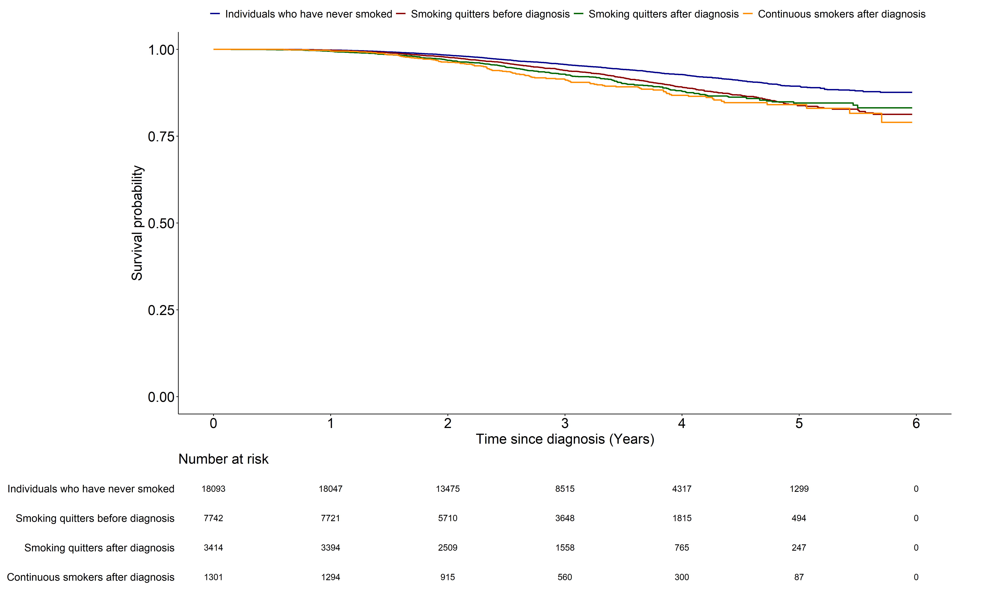 Individuals who have never smoked Smoking quitters before diagnosis Smoking quitters after diagnosis Continuous smokers after diagnosis
1.00
0.75
0.50
0.25
0.00
Survival probability
0 1 2 3 4 5 6
Time since diagnosis (Years)
Number at risk
Individuals who have never smoked 18093 18047 13475 8515 4317 1299 0
Smoking quitters before diagnosis 7742 7721 5710 3648 1815 494 0
Smoking quitters after diagnosis 3414 3394 2509 1558 765 247 0
Continuous smokers after diagnosis 1301 1294 915 560 300 87 0